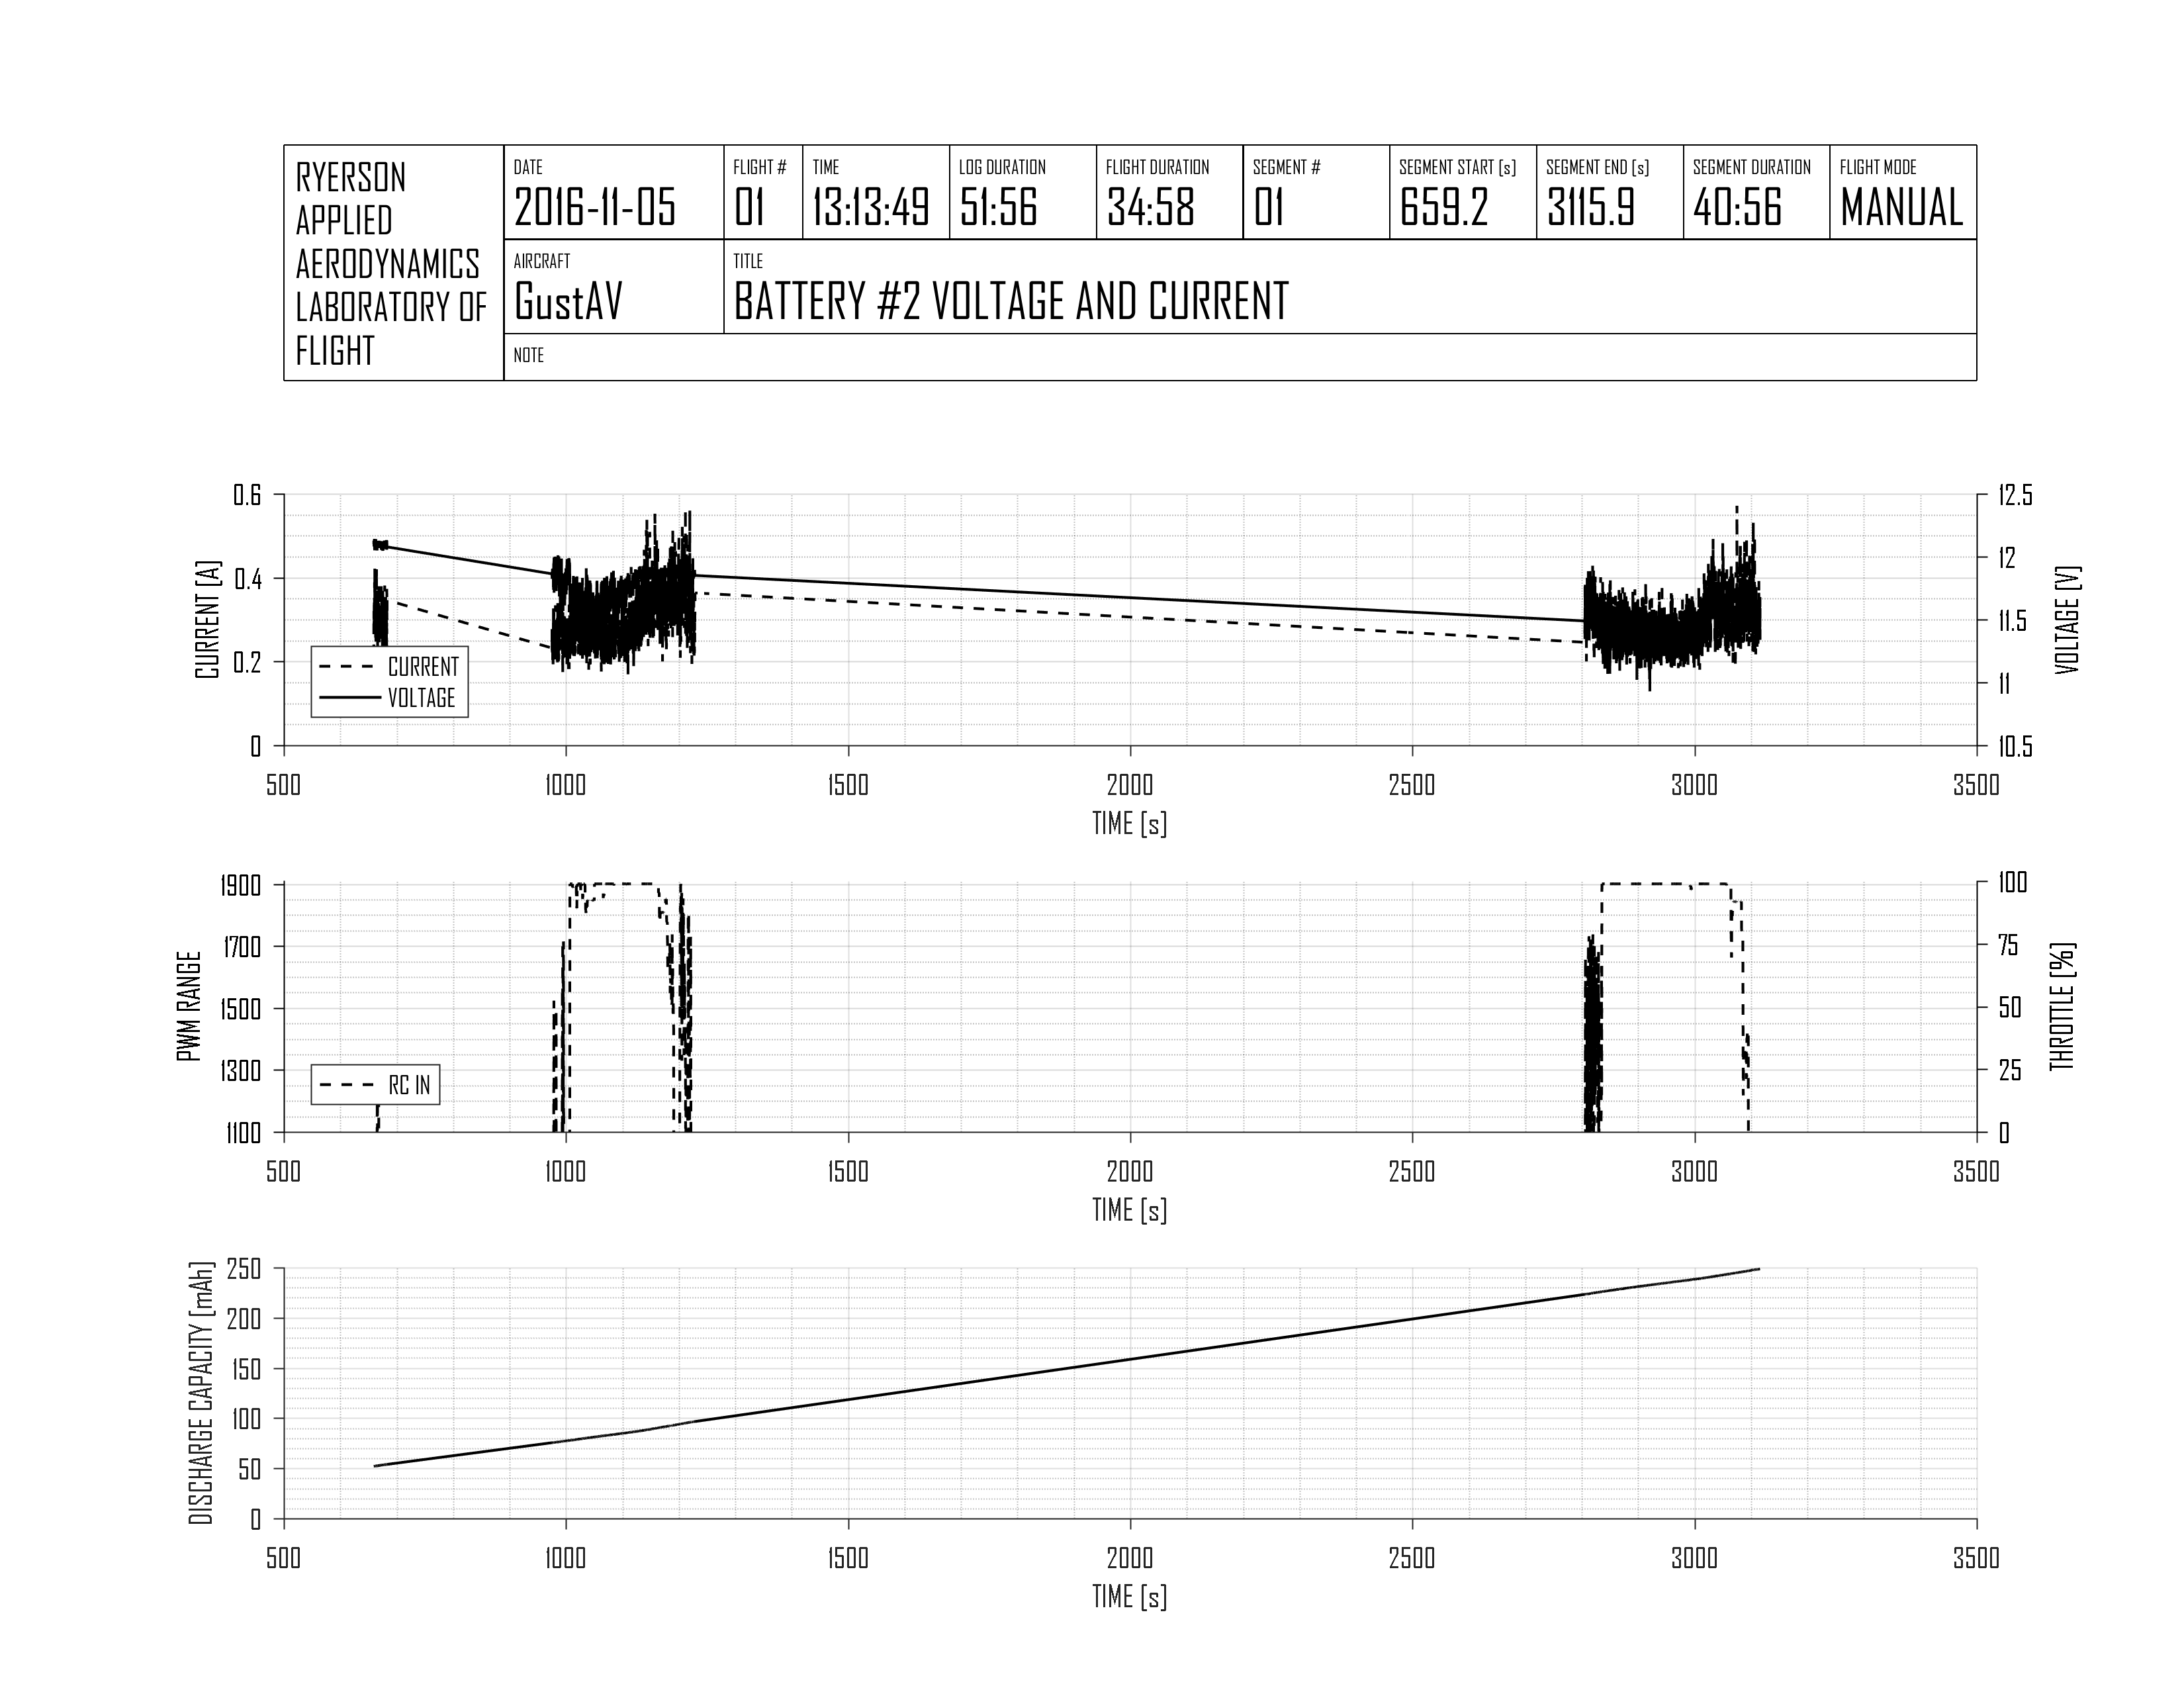 RYERSON
APPLIED
AERODYNAMICS
LABORATORY OF
FLIGHT
DATE
2016-11-05
FLIGHT #
01
TIME
13:13:49
LOG DURATION
51:56
FLIGHT DURATION
34:58
SEGMENT #
01
SEGMENT START [s]
659.2
SEGMENT END [s]
3115.9
SEGMENT DURATION
40:56
FLIGHT MODE
MANUAL
AIRCRAFT
GustAV
TITLE
BATTERY #2 VOLTAGE AND CURRENT
NOTE
CURRENT [A]
0.6
0.4
0.2
0
CURRENT
VOLTAGE
12.5
12
11.5
11
10.5
VOLTAGE [V]
500 1000 1500 2000 2500 3000 3500
TIME [s]
PWM RANGE
1900
1700
1500
1300
1100
RC IN
100
75
50
25
0
THROTTLE [%]
500 1000 1500 2000 2500 3000 3500
TIME [s]
DISCHARGE CAPACITY [mAh]
250
200
150
100
50
0
500 1000 1500 2000 2500 3000 3500
TIME [s]